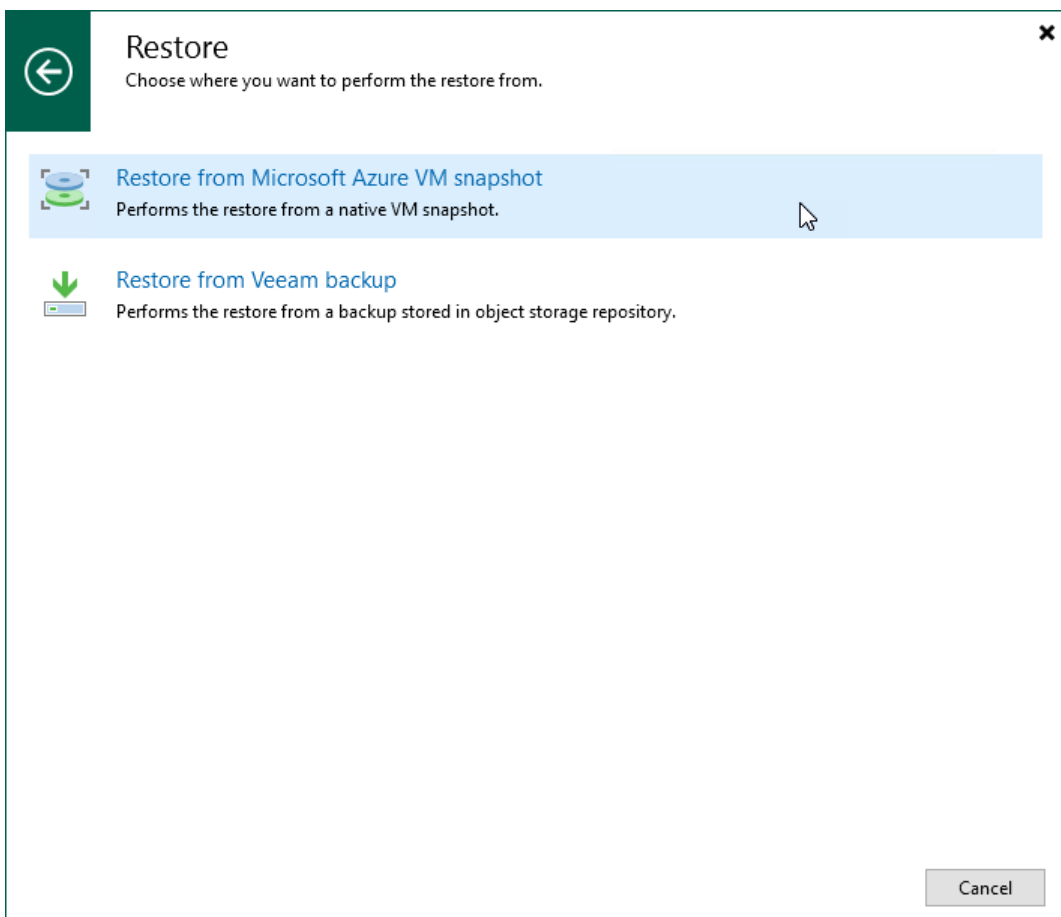 Restore
Choose where you want to perform the restore from.
Restore from Microsoft Azure VM snapshot
Performs the restore from a native VM snapshot.
Restore from Veeam backup
Performs the restore from a backup stored in object storage repository.
Cancel